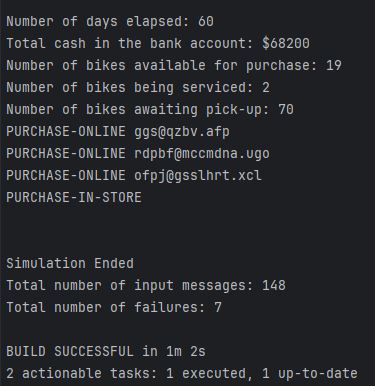 Number of days elapsed: 60
Total cash in the bank account: $68200
Number of bikes available for purchase: 19
Number of bikes being serviced: 2
Number of bikes awaiting pick-up: 70
PURCHASE-ONLINE ggs@qzbv.afp
PURCHASE-ONLINE rdpbf@mccmdna.ugo
PURCHASE-ONLINE ofpj@gsslhrt.xcl
PURCHASE-IN-STORE
Simulation Ended
Total number of input messages: 148
Total number of failures: 7
BUILD SUCCESSFUL in 1m 2s
2 actionable tasks: 1 executed, 1 up-to-date